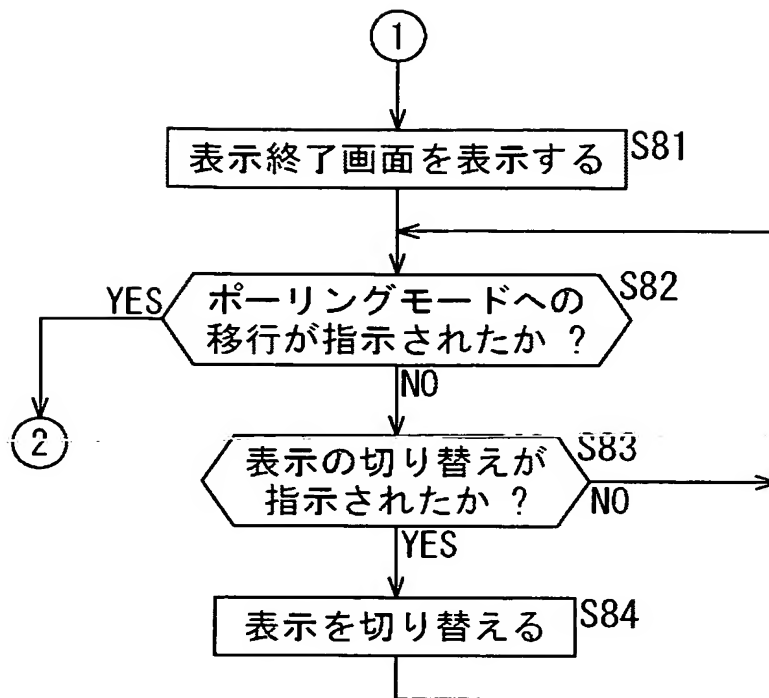 1
表示終了画面を表示する
S81
ポーリングモードへの
移行が指示されたか ?
S82
YES
NO
2
表示の切り替えが
指示されたか ?
S83
NO
YES
表示を切り替える
S84